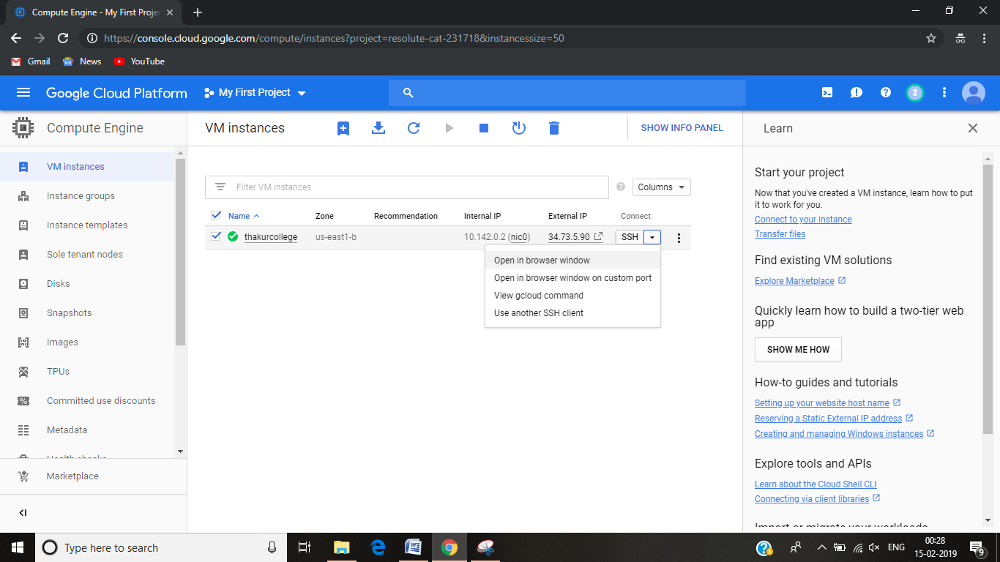 Compute Engine - My First Proje
https://console.cloud.google.com/compute/instances?project=resolute-cat-231718&instancessize=50
Gmail News YouTube
Google Cloud Platform My First Project 2
Compute Engine
VM instances
SHOW INFO PANEL
Learn
VM instances
Instance groups
Instance templates
Sole tenant nodes
Disks
Snapshots
Images
TPUs
Committed use discounts
Metadata
Health checks
Marketplace
Filter VM instances
Columns
Name Zone Recommendation Internal IP External IP Connect
thakurcollege us-east1-b 10.142.0.2 (nic0) 34.73.5.90 SSH
Open in browser window
Open in browser window on custom port
View gcloud command
Use another SSH client
Start your project
Now that you've created a VM instance, learn how to put
it to work for you.
Connect to your instance
Transfer files
Find existing VM solutions
Explore Marketplace
Quickly learn how to build a two-tier web
app
SHOW ME HOW
How-to guides and tutorials
Setting up your website host name
Reserving a Static External IP address
Creating and managing Windows instances
Explore tools and APIs
Learn about the Cloud Shell CLI
Connecting via client libraries
Import or migrate your workloads
Type here to search
ENG
00:28
15-02-2019
9